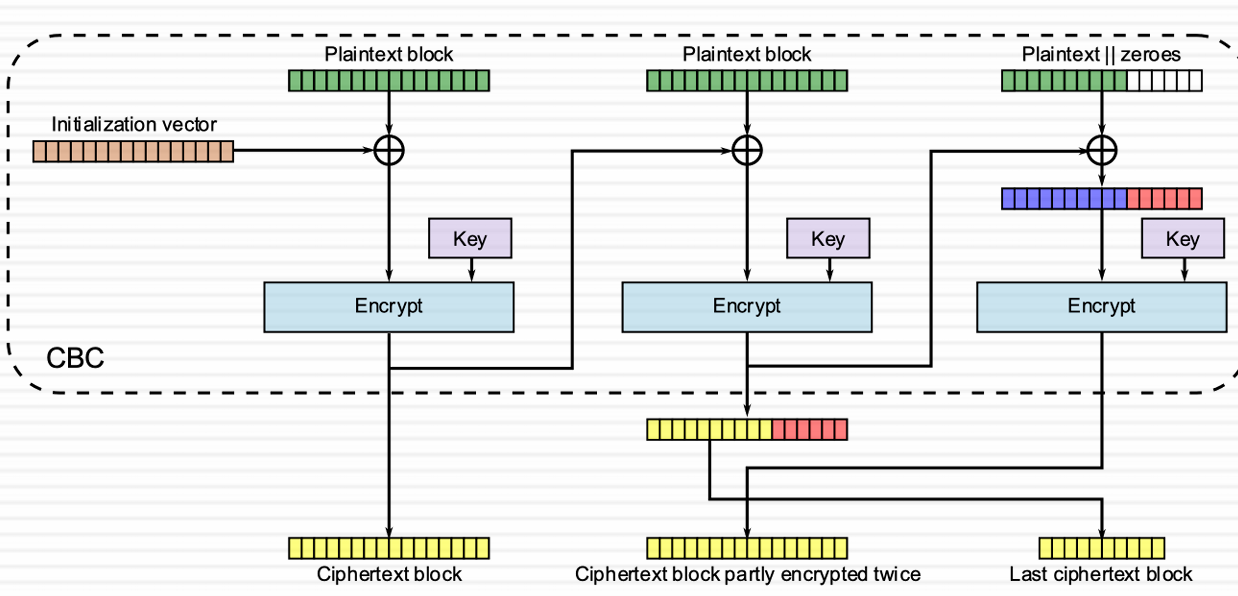 Plaintext block
Plaintext block
Plaintext || zeroes
Initialization vector
Key
Key
Key
Encrypt
Encrypt
Encrypt
CBC
Ciphertext block
Ciphertext block partly encrypted twice
Last ciphertext block